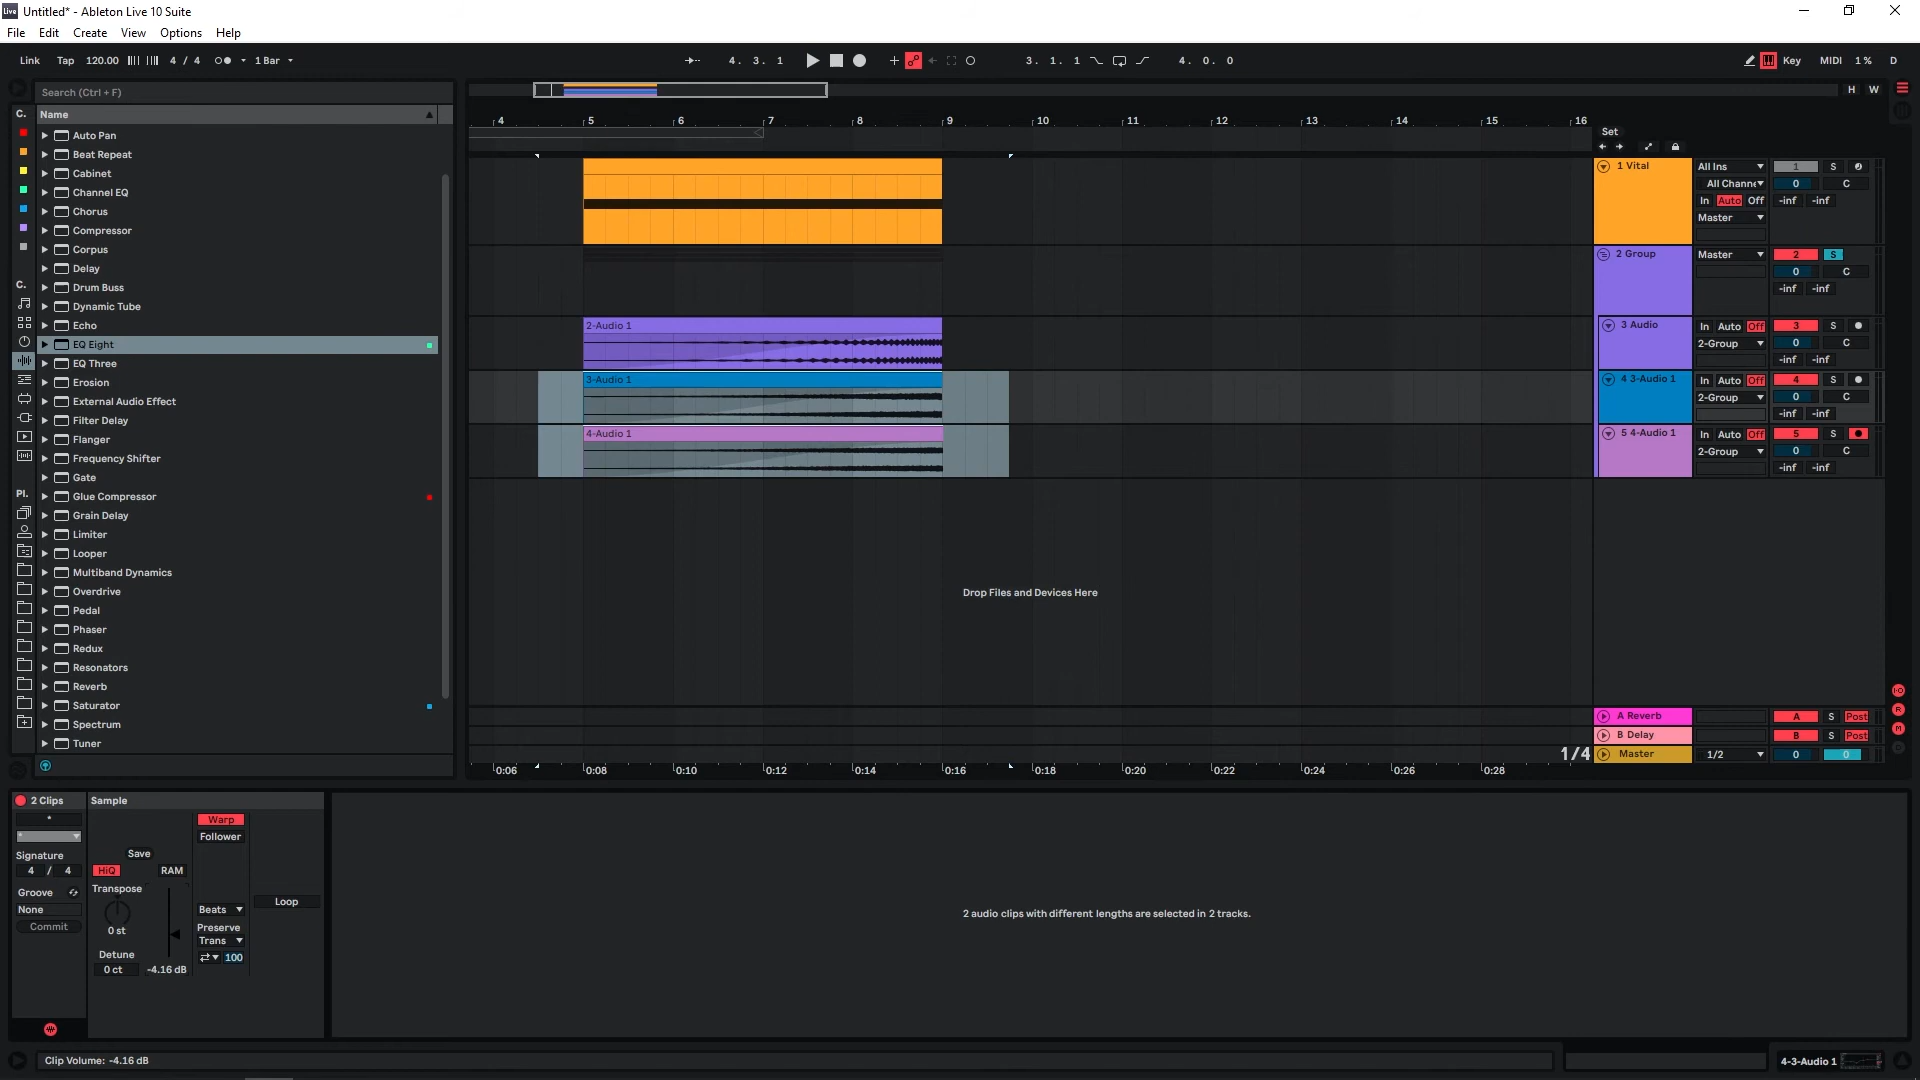 Live Untitled* - Ableton Live 10 Suite
File Edit Create View Options Help
Link Tap 120.00 4 / 4 1 Bar 4. 3. 1 3. 1. 1 4. 0. 0 Key MIDI 1 % D
Search (Ctrl + F)
H W
C. Name
4 5 6 7 8 9 10 11 12 13 14 15 16
Set
Auto Pan
Beat Repeat
Cabinet
Channel EQ
Chorus
Compressor
Corpus
Delay
C.
Drum Buss
Dynamic Tube
Echo
EQ Eight
EQ Three
Erosion
External Audio Effect
Filter Delay
Flanger
Frequency Shifter
Gate
Pl.
Glue Compressor
Grain Delay
Limiter
Looper
Multiband Dynamics
Overdrive
Pedal
Phaser
Redux
Resonators
Reverb
Saturator
Spectrum
Tuner
1 Vital All Ins 1 S
All Channe 0 C
In Auto Off -inf -inf
Master
2 Group Master 2 S
0 C
-inf -inf
2-Audio 1
3 Audio In Auto Off 3 S
2-Group 0 C
-inf -inf
3-Audio 1
4 3-Audio 1 In Auto Off 4 S
2-Group 0 C
-inf -inf
4-Audio 1
5 4-Audio 1 In Auto Off 5 S
2-Group 0 C
-inf -inf
Drop Files and Devices Here
A Reverb A S Post
B Delay B S Post
1/4 Master 1/2 0 0
0:06 0:08 0:10 0:12 0:14 0:16 0:18 0:20 0:22 0:24 0:26 0:28
I·O
R
M
D
2 Clips
*
*
Signature
4 / 4
Groove
None
Commit
Sample
Save
HiQ RAM
Transpose
0 st
Detune
0 ct -4.16 dB
Warp
Follower
Beats
Preserve
Trans
100
Loop
2 audio clips with different lengths are selected in 2 tracks.
Clip Volume: -4.16 dB
4-3-Audio 1